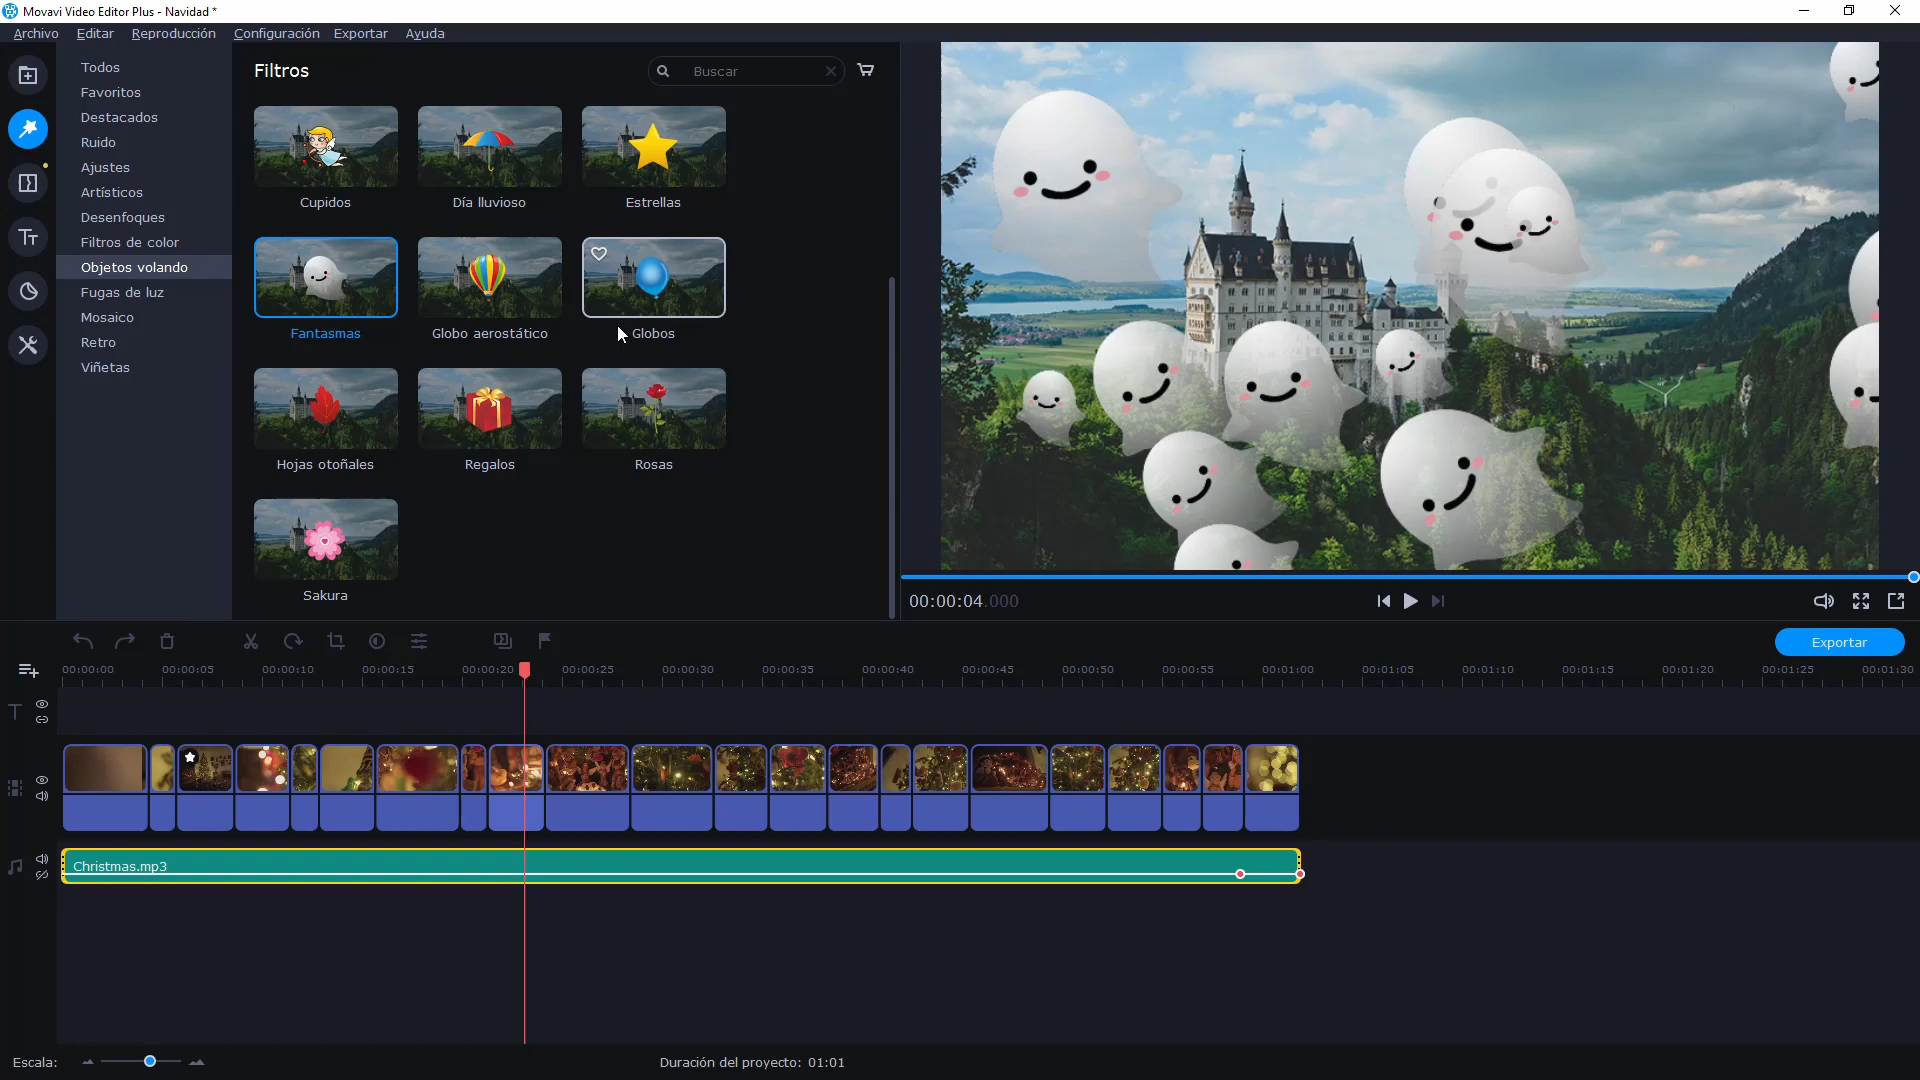 Movavi Video Editor Plus - Navidad *
Archivo Editar Reproducción Configuración Exportar Ayuda
Todos
Favoritos
Destacados
Ruido
Ajustes
Artísticos
Desenfoques
Filtros de color
Objetos volando
Fugas de luz
Mosaico
Retro
Viñetas
Filtros
Buscar
Cupidos Día lluvioso Estrellas
Fantasmas Globo aerostático Globos
Hojas otoñales Regalos Rosas
Sakura
00:00:04.000
Exportar
00:00:00 00:00:05 00:00:10 00:00:15 00:00:20 00:00:25 00:00:30 00:00:35 00:00:40 00:00:45 00:00:50 00:00:55 00:01:00 00:01:05 00:01:10 00:01:15 00:01:20 00:01:25 00:01:30
Christmas.mp3
Escala:
Duración del proyecto: 01:01